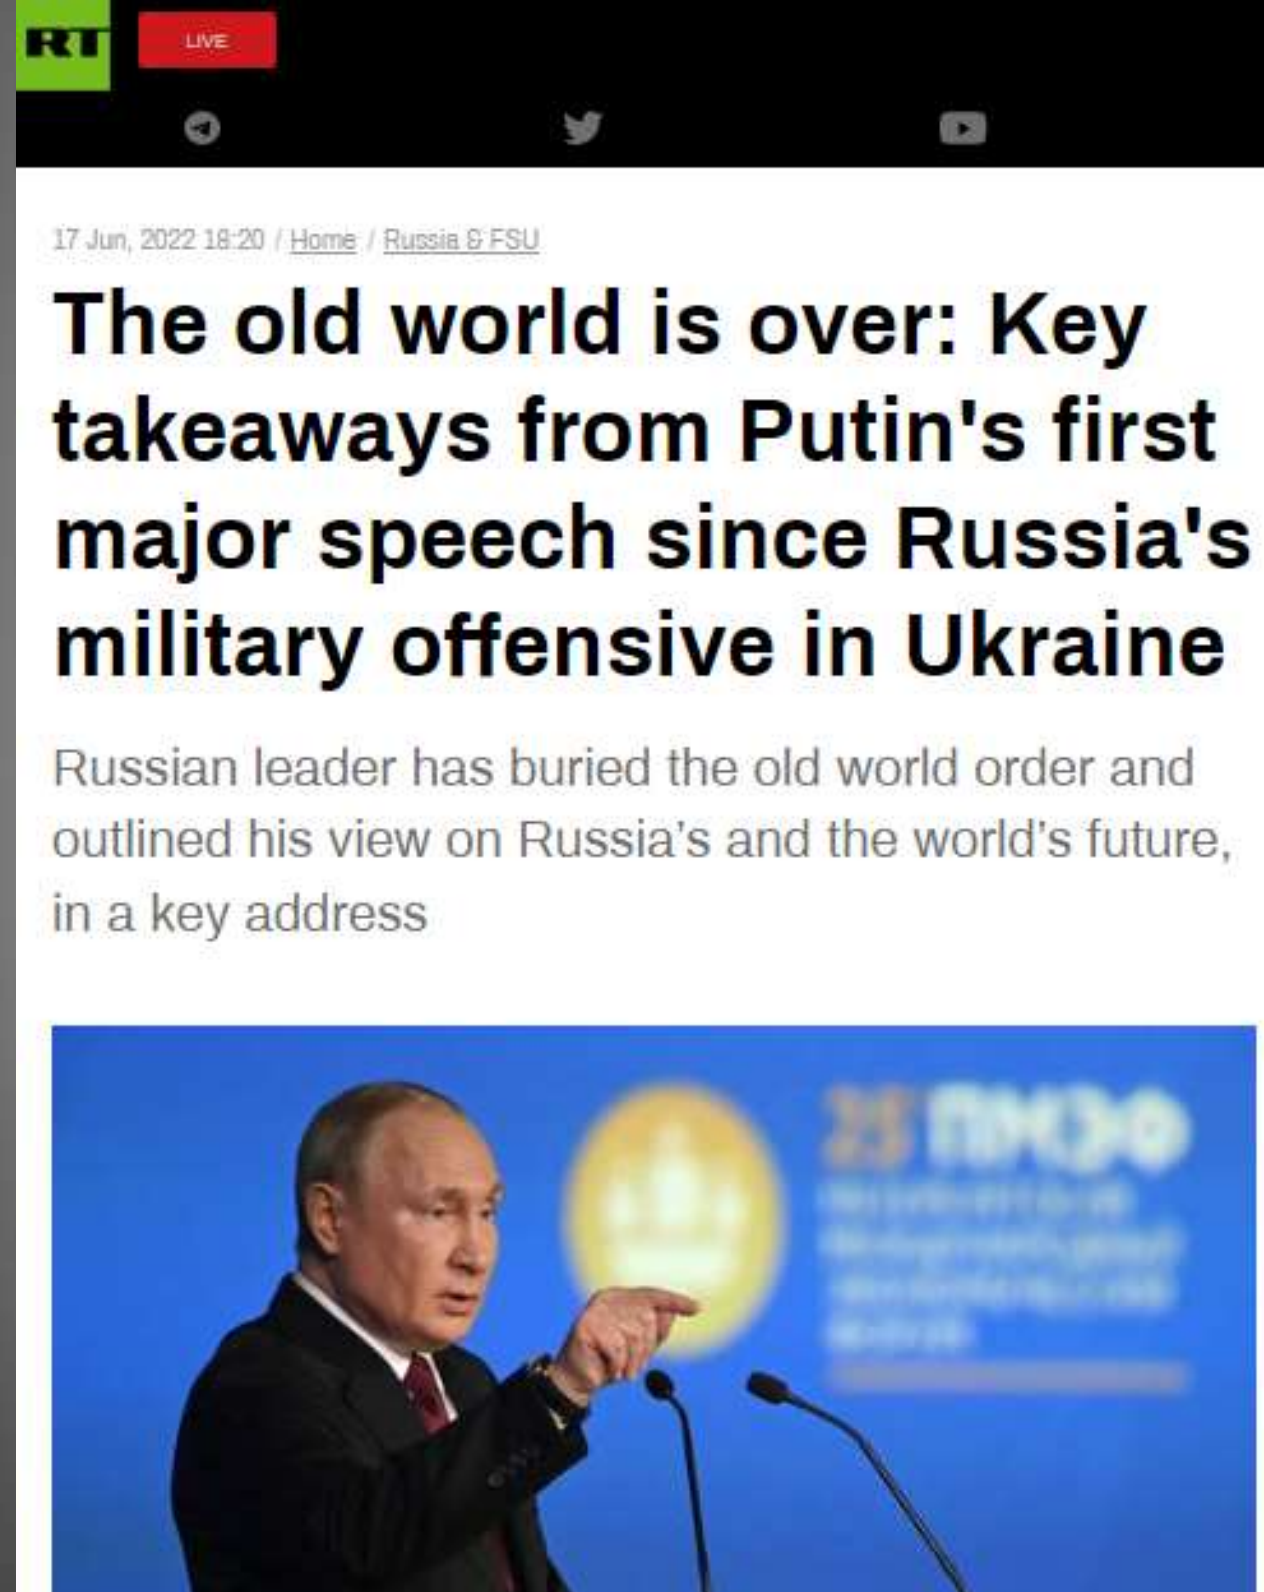 RT
LIVE
17 Jun, 2022 18:20 / Home / Russia & FSU
The old world is over: Key
takeaways from Putin's first
major speech since Russia's
military offensive in Ukraine
Russian leader has buried the old world order and
outlined his view on Russia’s and the world’s future,
in a key address
25 ПМЭФ